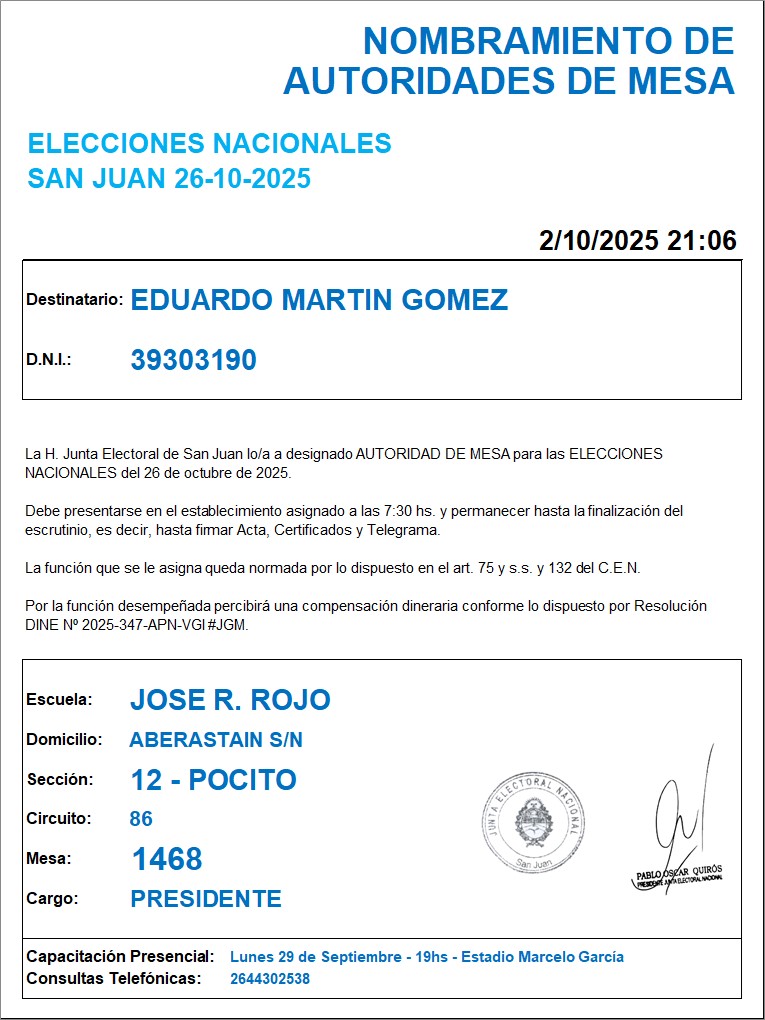 NOMBRAMIENTO DE
AUTORIDADES DE MESA
ELECCIONES NACIONALES
SAN JUAN 26-10-2025
2/10/2025 21:06
Destinatario: EDUARDO MARTIN GOMEZ
D.N.I.: 39303190
La H. Junta Electoral de San Juan lo/a a designado AUTORIDAD DE MESA para las ELECCIONES
NACIONALES del 26 de octubre de 2025.
Debe presentarse en el establecimiento asignado a las 7:30 hs. y permanecer hasta la finalización del
escrutinio, es decir, hasta firmar Acta, Certificados y Telegrama.
La función que se le asigna queda normada por lo dispuesto en el art. 75 y s.s. y 132 del C.E.N.
Por la función desempeñada percibirá una compensación dineraria conforme lo dispuesto por Resolución
DINE Nº 2025-347-APN-VGI#JGM.
Escuela: JOSE R. ROJO
Domicilio: ABERASTAIN S/N
Sección: 12 - POCITO
Circuito: 86
Mesa: 1468
Cargo: PRESIDENTE
JUNTA ELECTORAL NACIONAL
San Juan
PABLO OSCAR QUIRÓS
PRESIDENTE JUNTA ELECTORAL NACIONAL
Capacitación Presencial: Lunes 29 de Septiembre - 19hs - Estadio Marcelo García
Consultas Telefónicas: 2644302538